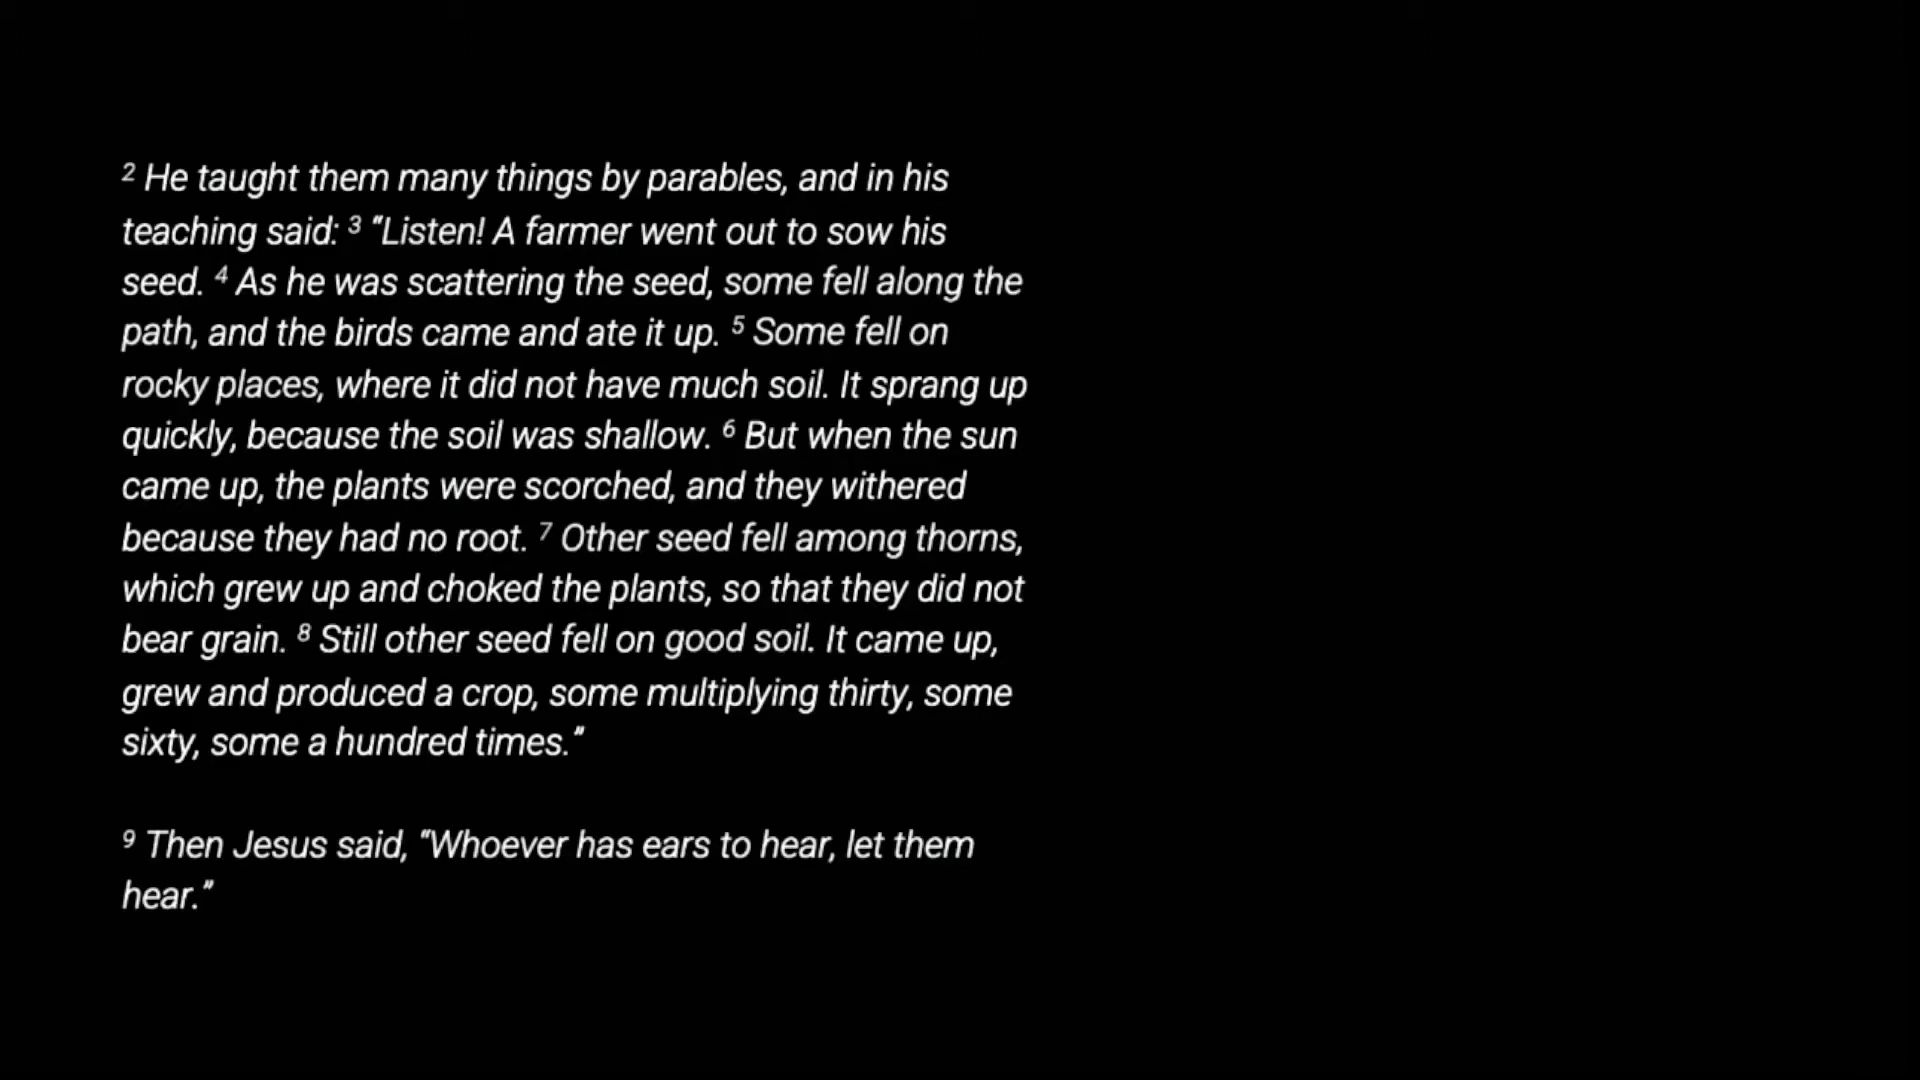 ² He taught them many things by parables, and in his
teaching said: ³ “Listen! A farmer went out to sow his
seed. ⁴ As he was scattering the seed, some fell along the
path, and the birds came and ate it up. ⁵ Some fell on
rocky places, where it did not have much soil. It sprang up
quickly, because the soil was shallow. ⁶ But when the sun
came up, the plants were scorched, and they withered
because they had no root. ⁷ Other seed fell among thorns,
which grew up and choked the plants, so that they did not
bear grain. ⁸ Still other seed fell on good soil. It came up,
grew and produced a crop, some multiplying thirty, some
sixty, some a hundred times.”
⁹ Then Jesus said, “Whoever has ears to hear, let them
hear.”